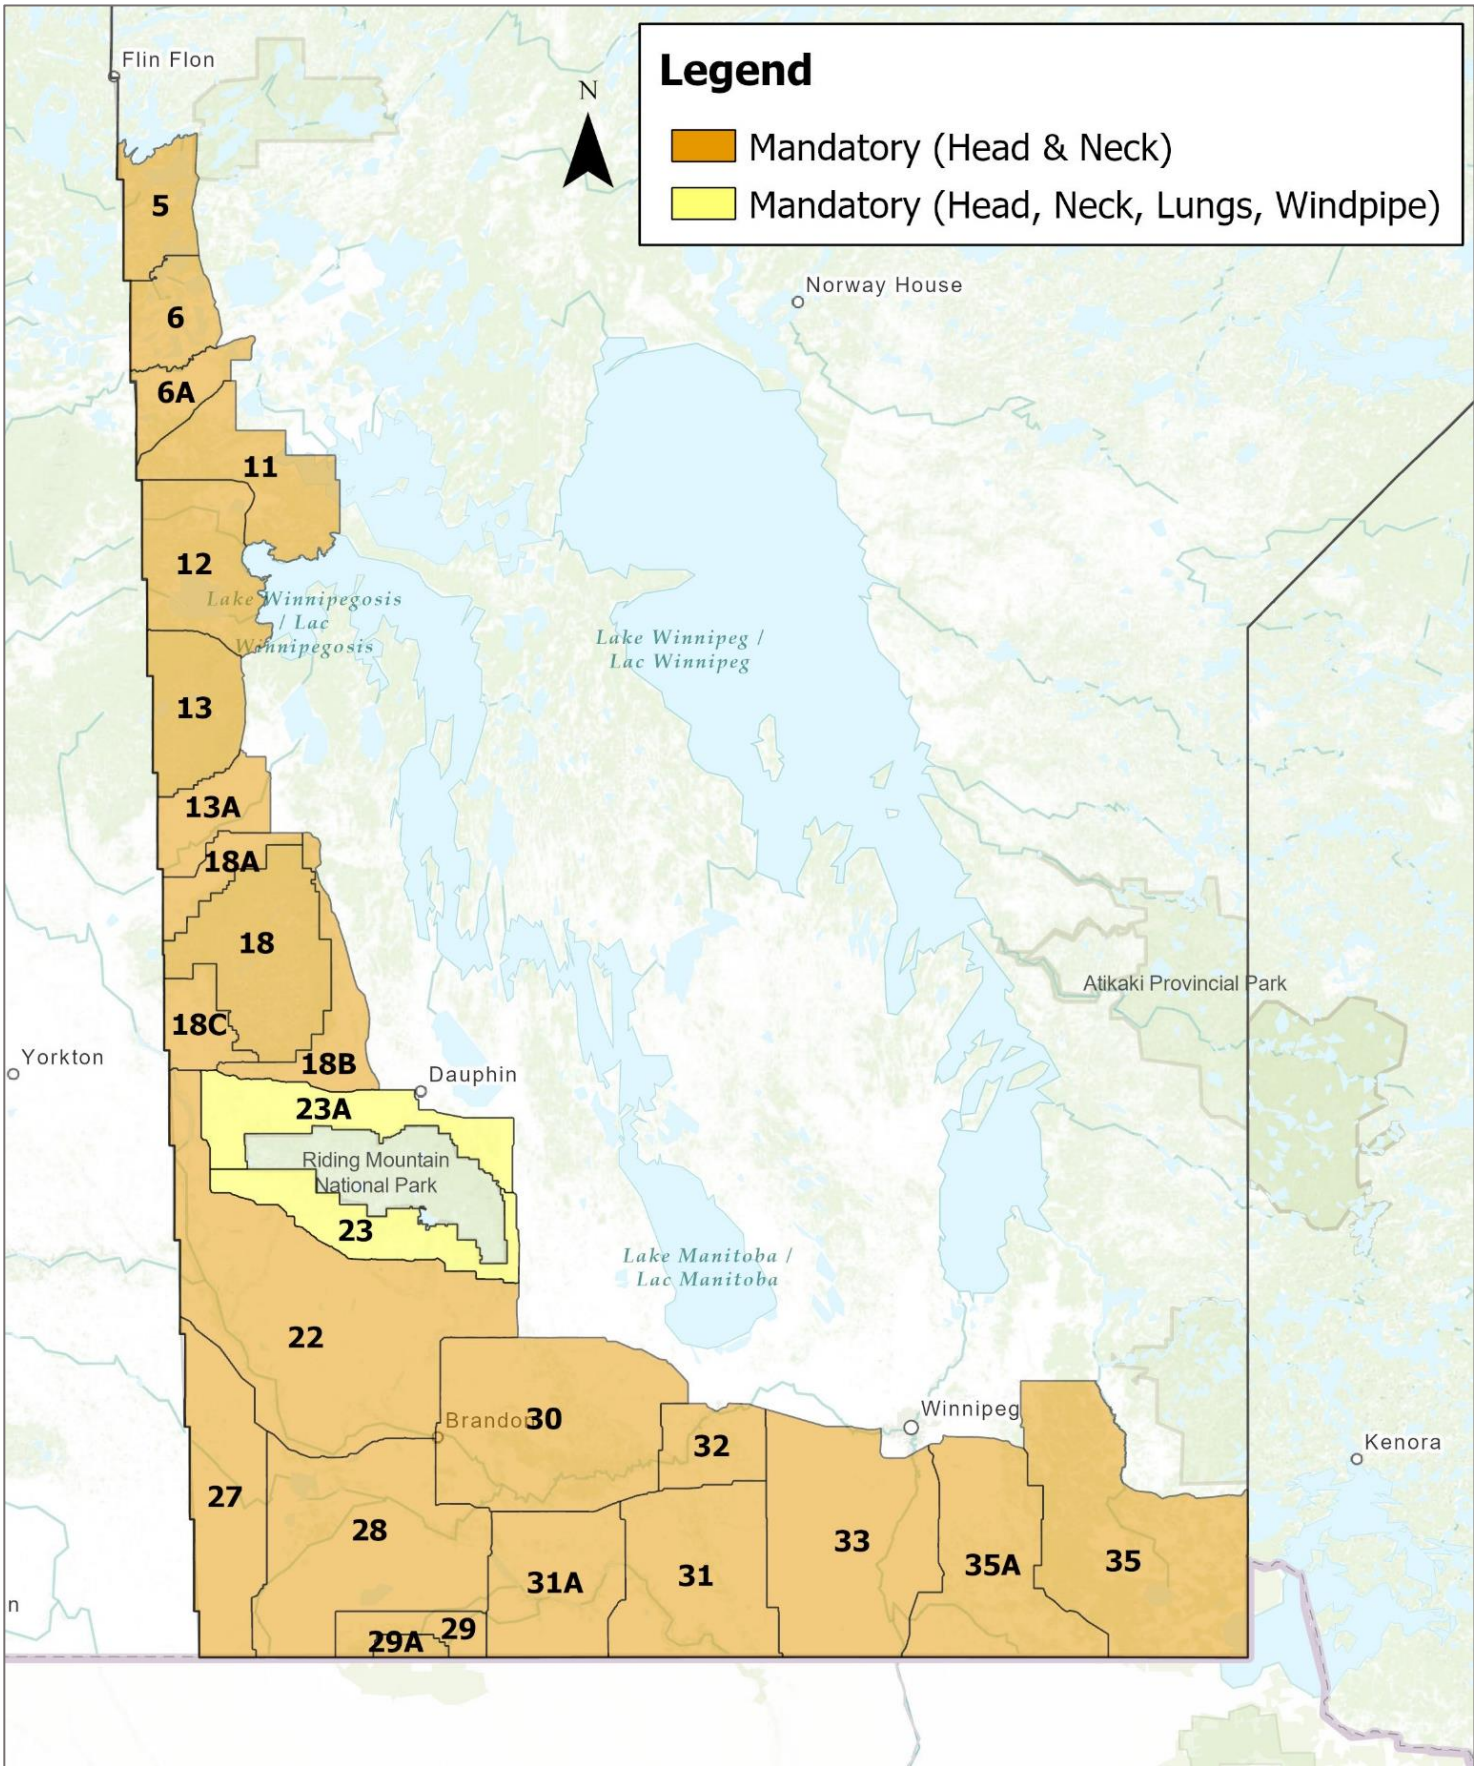 Flin Flon
N
Legend
Mandatory (Head & Neck)
Mandatory (Head, Neck, Lungs, Windpipe)
5
Norway House
6
6A
11
12
Lake Winnipegosis
/ Lac
Winnipegosis
Lake Winnipeg /
Lac Winnipeg
13
13A
18A
18
Atikaki Provincial Park
18C
Yorkton
18B
Dauphin
23A
Riding Mountain
National Park
23
Lake Manitoba /
Lac Manitoba
22
Brandon
30
Winnipeg
32
Kenora
27
28
33
31A
31
35A
35
n
29
29A